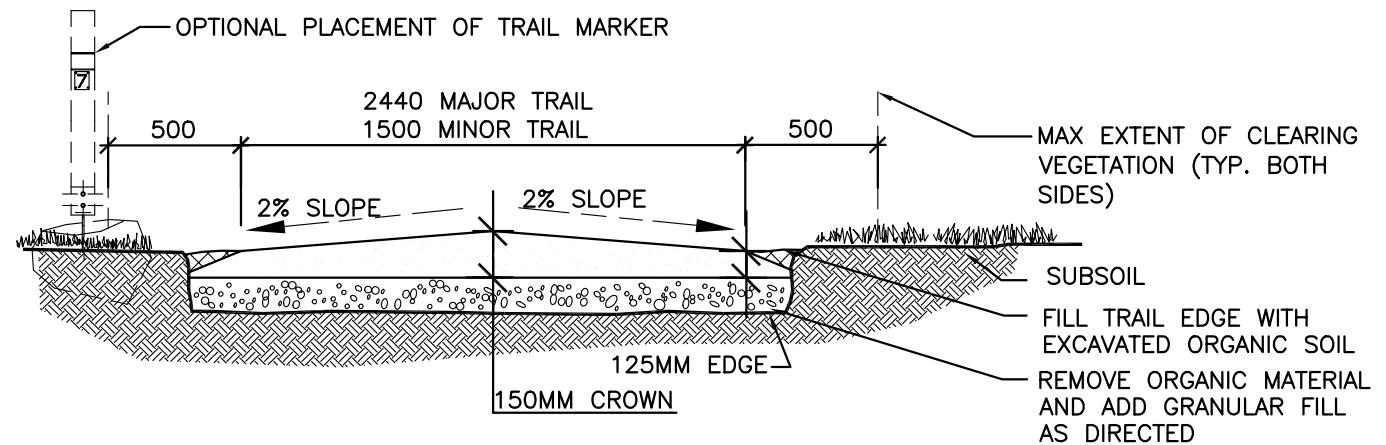 OPTIONAL PLACEMENT OF TRAIL MARKER
7
2440 MAJOR TRAIL
500
1500 MINOR TRAIL
500
MAX EXTENT OF CLEARING
VEGETATION (TYP. BOTH
SIDES)
2% SLOPE
2% SLOPE
SUBSOIL
FILL TRAIL EDGE WITH
EXCAVATED ORGANIC SOIL
125MM EDGE
REMOVE ORGANIC MATERIAL
AND ADD GRANULAR FILL
AS DIRECTED
150MM CROWN